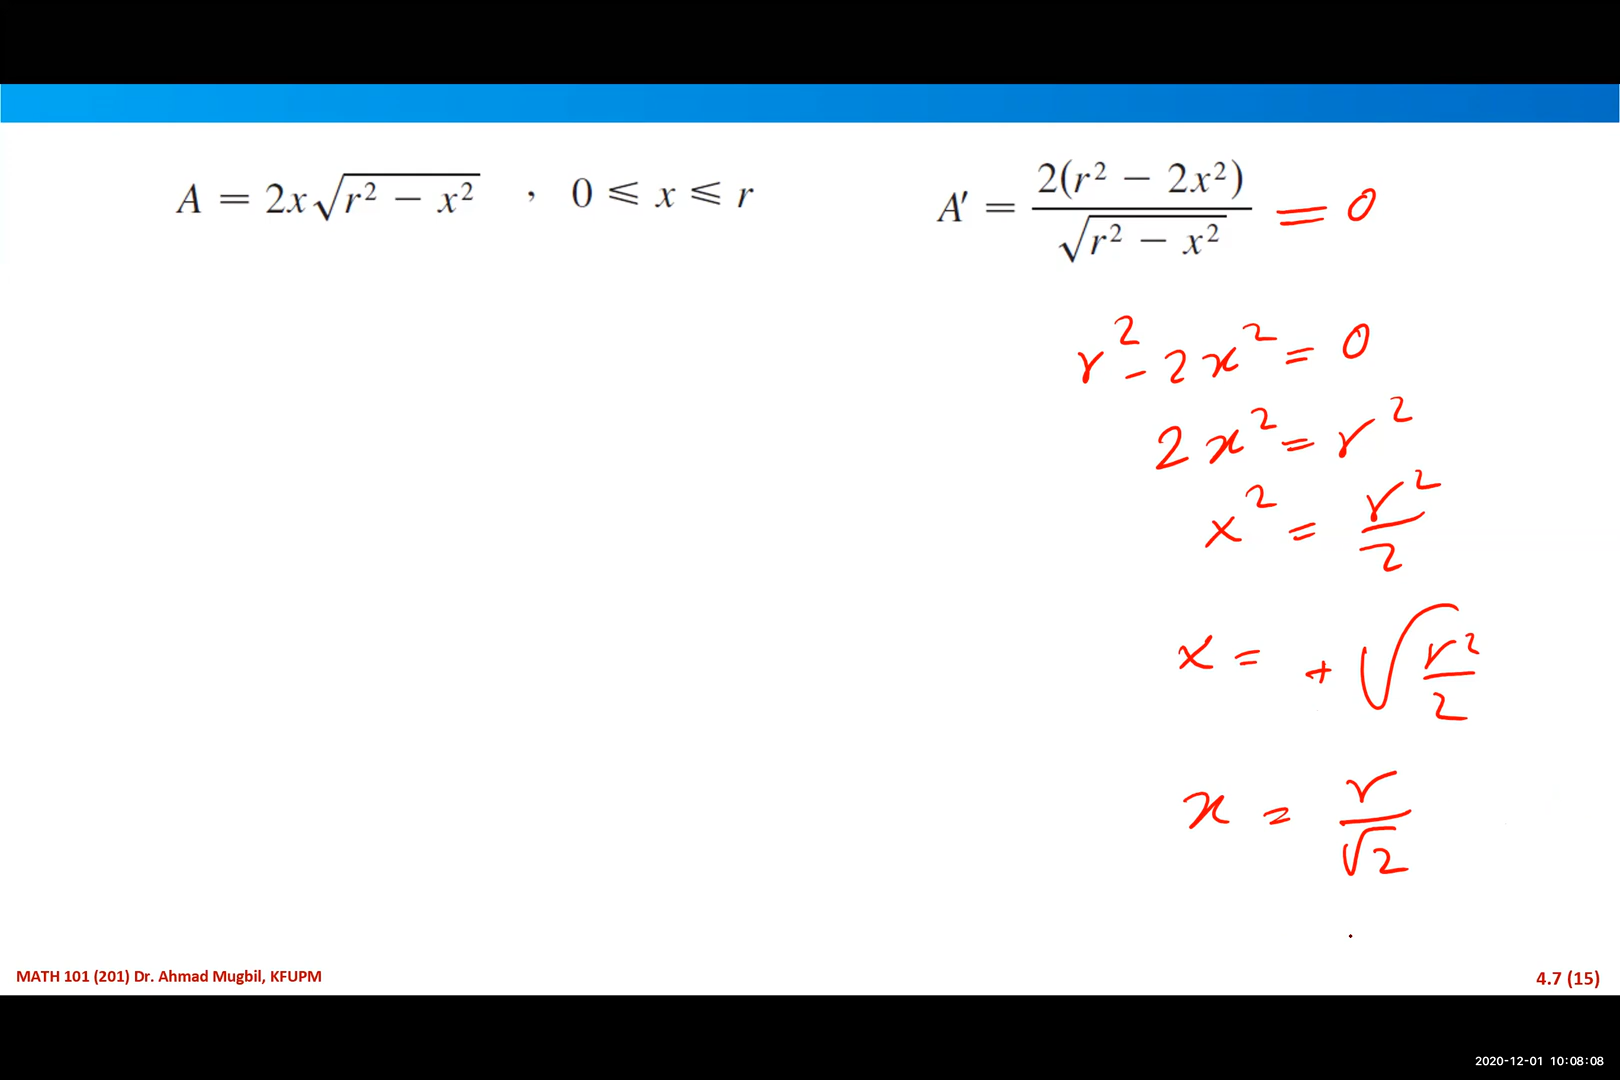 A = 2x√(r² − x²) , 0 ⩽ x ⩽ r
A′ = 2(r² − 2x²) / √(r² − x²) = 0
r² - 2x² = 0
2x² = r²
x² = r²/2
x = + √(r²/2)
x = r/√2
MATH 101 (201) Dr. Ahmad Mugbil, KFUPM
4.7 (15)
2020-12-01 10:08:08